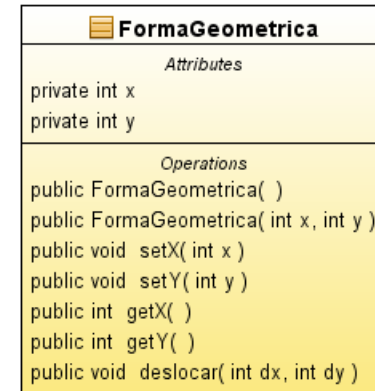 FormaGeometrica
Attributes
private int x
private int y
Operations
public FormaGeometrica( )
public FormaGeometrica( int x, int y )
public void setX( int x )
public void setY( int y )
public int getX( )
public int getY( )
public void deslocar( int dx, int dy )